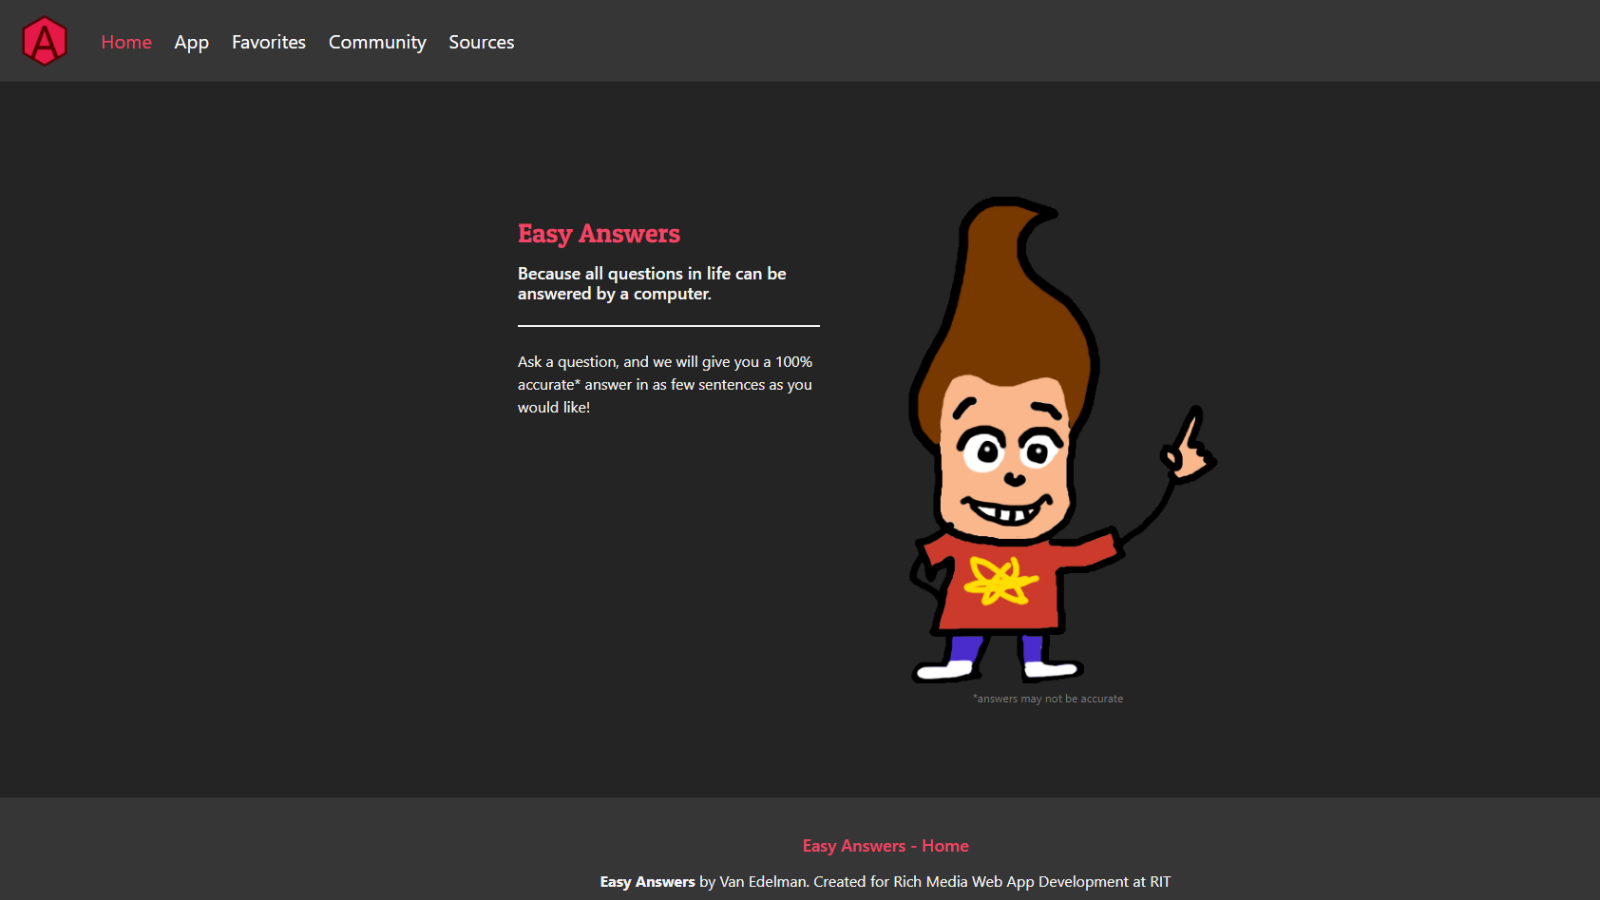 A
Home App Favorites Community Sources
Easy Answers
Because all questions in life can be
answered by a computer.
Ask a question, and we will give you a 100%
accurate* answer in as few sentences as you
would like!
*answers may not be accurate
Easy Answers - Home
Easy Answers by Van Edelman. Created for Rich Media Web App Development at RIT